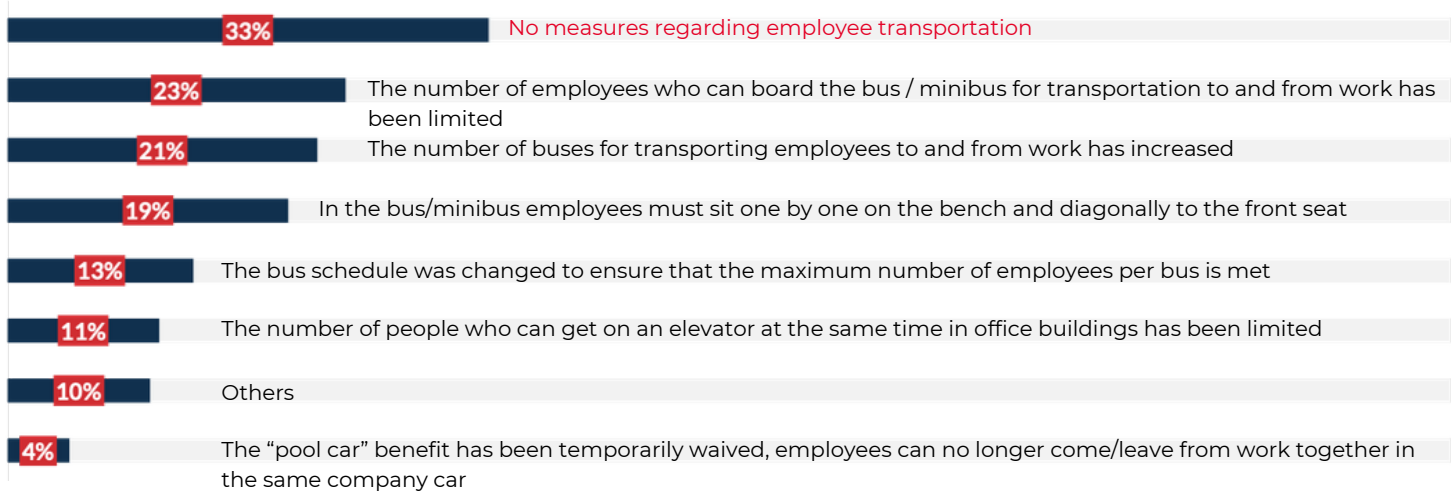 33% No measures regarding employee transportation
23% The number of employees who can board the bus / minibus for transportation to and from work has
been limited
21% The number of buses for transporting employees to and from work has increased
19% In the bus/minibus employees must sit one by one on the bench and diagonally to the front seat
13% The bus schedule was changed to ensure that the maximum number of employees per bus is met
11% The number of people who can get on an elevator at the same time in office buildings has been limited
10% Others
4% The “pool car” benefit has been temporarily waived, employees can no longer come/leave from work together in
the same company car